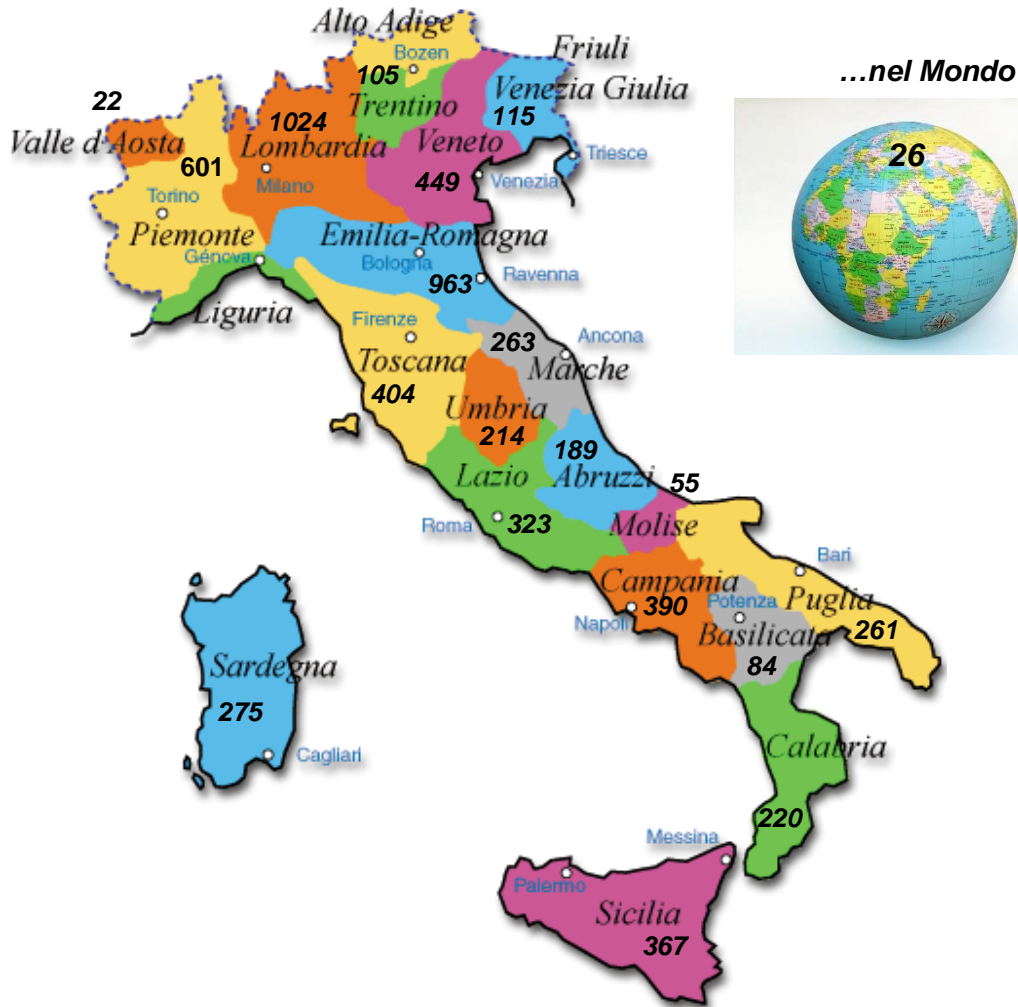 Alto Adige
Bozen
105
Trentino
Friuli
Venezia Giulia
115
...nel Mondo
26
22
Valle d'Aosta
601
1024
Lombardia
Milano
Veneto
449
Venezia
Triesce
Torino
Piemonte
Génova
Liguria
Emilia-Romagna
Bologna
963
Ravenna
Firenze
Toscana
404
263
Ancona
Marche
Umbria
214
189
Abruzzi
Lazio
Roma
323
55
Molise
Campania
390
Napoli
Potenza
Basilicata
84
Bari
Puglia
261
Sardegna
275
Cagliari
Calabria
220
Messina
Palermo
Sicilia
367